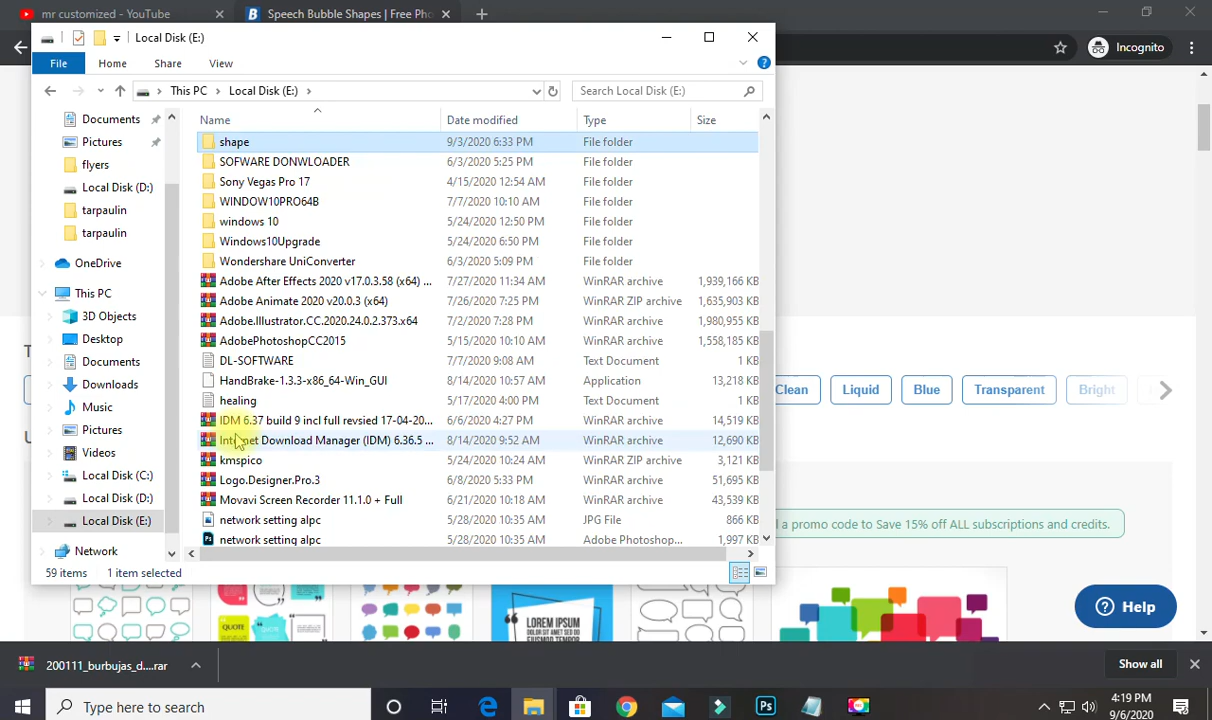 mr customized - YouTube
Speech Bubble Shapes | Free Pho
Incognito
Local Disk (E:)
File
Home
Share
View
This PC
Local Disk (E:)
Search Local Disk (E:)
Name
Date modified
Type
Size
Documents
Pictures
flyers
Local Disk (D:)
tarpaulin
tarpaulin
OneDrive
This PC
3D Objects
Desktop
Documents
Downloads
Music
Pictures
Videos
Local Disk (C:)
Local Disk (D:)
Local Disk (E:)
Network
shape 9/3/2020 6:33 PM File folder
SOFWARE DONWLOADER 6/3/2020 5:25 PM File folder
Sony Vegas Pro 17 4/15/2020 12:54 AM File folder
WINDOW10PRO64B 7/7/2020 10:10 AM File folder
windows 10 5/24/2020 12:50 PM File folder
Windows10Upgrade 5/24/2020 6:50 PM File folder
Wondershare UniConverter 6/3/2020 5:09 PM File folder
Adobe After Effects 2020 v17.0.3.58 (x64) ... 7/27/2020 11:34 AM WinRAR archive 1,939,166 KB
Adobe Animate 2020 v20.0.3 (x64) 7/26/2020 7:25 PM WinRAR ZIP archive 1,635,903 KB
Adobe.Illustrator.CC.2020.24.0.2.373.x64 7/2/2020 7:28 PM WinRAR archive 1,980,955 KB
AdobePhotoshopCC2015 5/15/2020 10:10 AM WinRAR archive 1,558,185 KB
DL-SOFTWARE 7/7/2020 9:08 AM Text Document 1 KB
HandBrake-1.3.3-x86_64-Win_GUI 8/14/2020 10:57 AM Application 13,218 KB
healing 5/17/2020 4:00 PM Text Document 1 KB
IDM 6.37 build 9 incl full revsied 17-04-20... 6/6/2020 4:27 PM WinRAR archive 14,519 KB
Internet Download Manager (IDM) 6.36.5 ... 8/14/2020 9:52 AM WinRAR archive 12,690 KB
kmspico 5/24/2020 10:24 AM WinRAR ZIP archive 3,121 KB
Logo.Designer.Pro.3 6/8/2020 5:33 PM WinRAR archive 51,695 KB
Movavi Screen Recorder 11.1.0 + Full 6/21/2020 10:18 AM WinRAR archive 43,539 KB
network setting alpc 5/28/2020 10:35 AM JPG File 866 KB
network setting alpc 5/28/2020 10:35 AM Adobe Photoshop... 1,997 KB
59 items
1 item selected
Clean
Liquid
Blue
Transparent
Bright
a promo code to Save 15% off ALL subscriptions and credits.
QUOTE
QUOTE
LOREM IPSUM
Help
200111_burbujas_d....rar
Show all
Type here to search
Ps
4:19 PM
9/6/2020